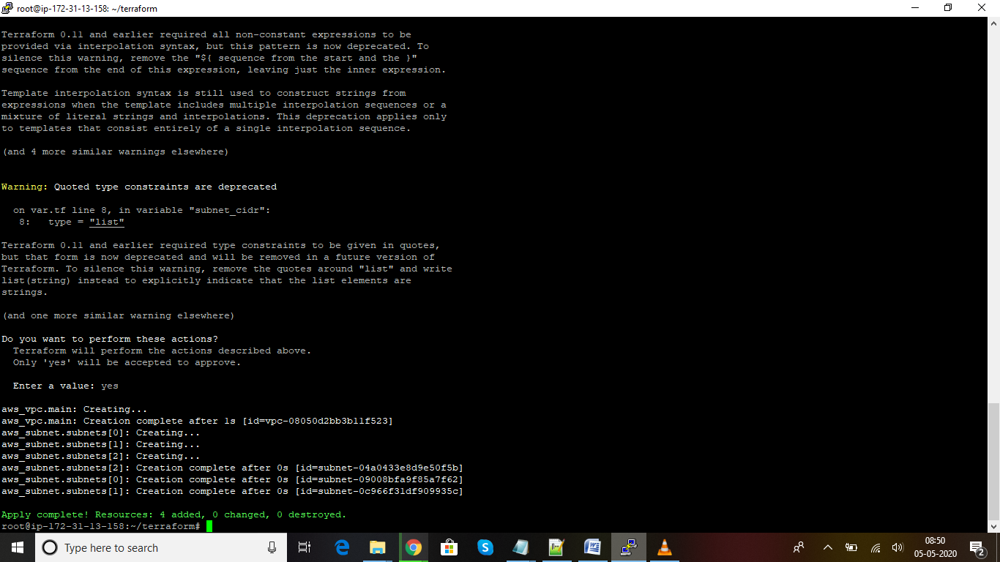 root@ip-172-31-13-158: ~/terraform
Terraform 0.11 and earlier required all non-constant expressions to be
provided via interpolation syntax, but this pattern is now deprecated. To
silence this warning, remove the "${ sequence from the start and the }"
sequence from the end of this expression, leaving just the inner expression.
Template interpolation syntax is still used to construct strings from
expressions when the template includes multiple interpolation sequences or a
mixture of literal strings and interpolations. This deprecation applies only
to templates that consist entirely of a single interpolation sequence.
(and 4 more similar warnings elsewhere)
Warning: Quoted type constraints are deprecated
on var.tf line 8, in variable "subnet_cidr":
8: type = "list"
Terraform 0.11 and earlier required type constraints to be given in quotes,
but that form is now deprecated and will be removed in a future version of
Terraform. To silence this warning, remove the quotes around "list" and write
list(string) instead to explicitly indicate that the list elements are
strings.
(and one more similar warning elsewhere)
Do you want to perform these actions?
Terraform will perform the actions described above.
Only 'yes' will be accepted to approve.
Enter a value: yes
aws_vpc.main: Creating...
aws_vpc.main: Creation complete after 1s [id=vpc-08050d2bb3b11f523]
aws_subnet.subnets[0]: Creating...
aws_subnet.subnets[1]: Creating...
aws_subnet.subnets[2]: Creating...
aws_subnet.subnets[2]: Creation complete after 0s [id=subnet-04a0433e8d9e50f5b]
aws_subnet.subnets[0]: Creation complete after 0s [id=subnet-09008bfa9f85a7f62]
aws_subnet.subnets[1]: Creation complete after 0s [id=subnet-0c966f31df909935c]
Apply complete! Resources: 4 added, 0 changed, 0 destroyed.
root@ip-172-31-13-158:~/terraform#
Type here to search
08:50
05-05-2020
2